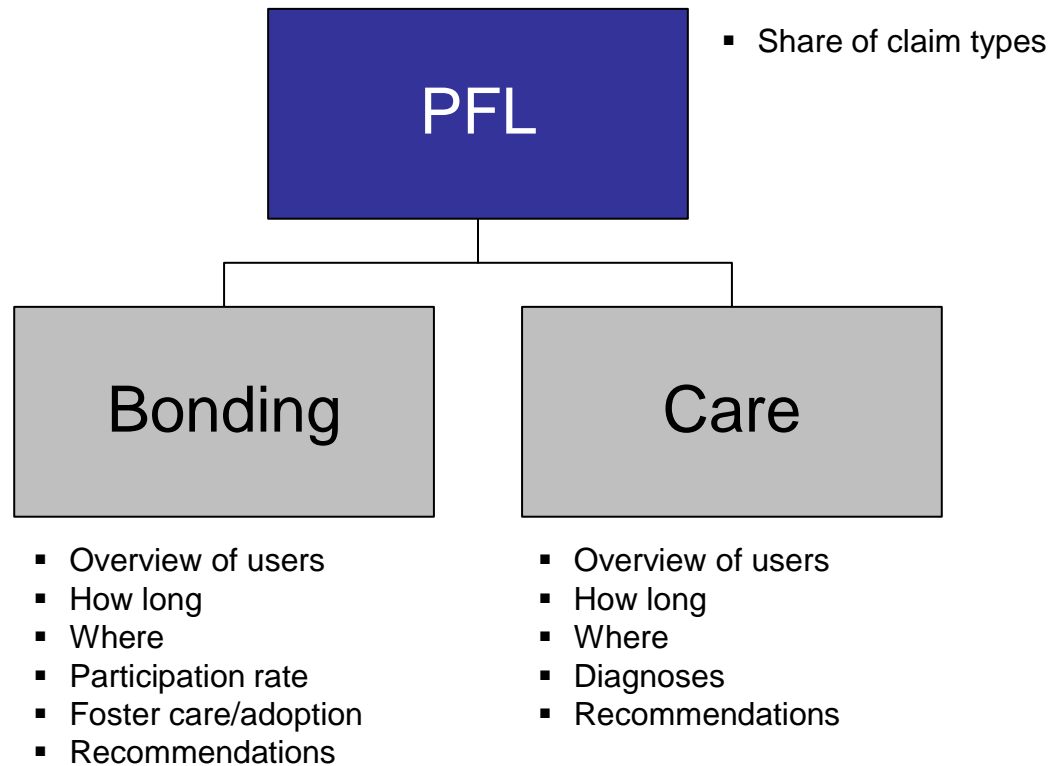 PFL
▪ Share of claim types
Bonding
▪ Overview of users
▪ How long
▪ Where
▪ Participation rate
▪ Foster care/adoption
▪ Recommendations
Care
▪ Overview of users
▪ How long
▪ Where
▪ Diagnoses
▪ Recommendations